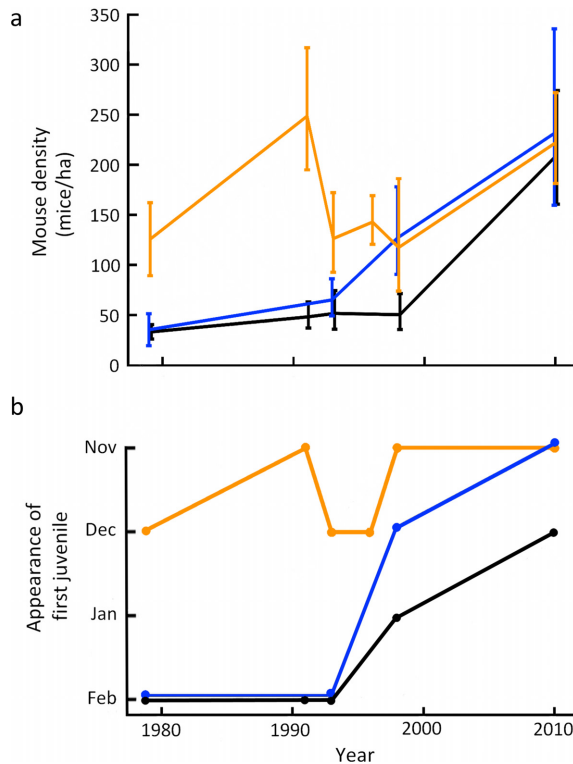 a
350
300
250
200
150
100
50
0
Mouse density
(mice/ha)
b
Nov
Dec
Jan
Feb
Appearance of
first juvenile
1980
1990
2000
2010
Year